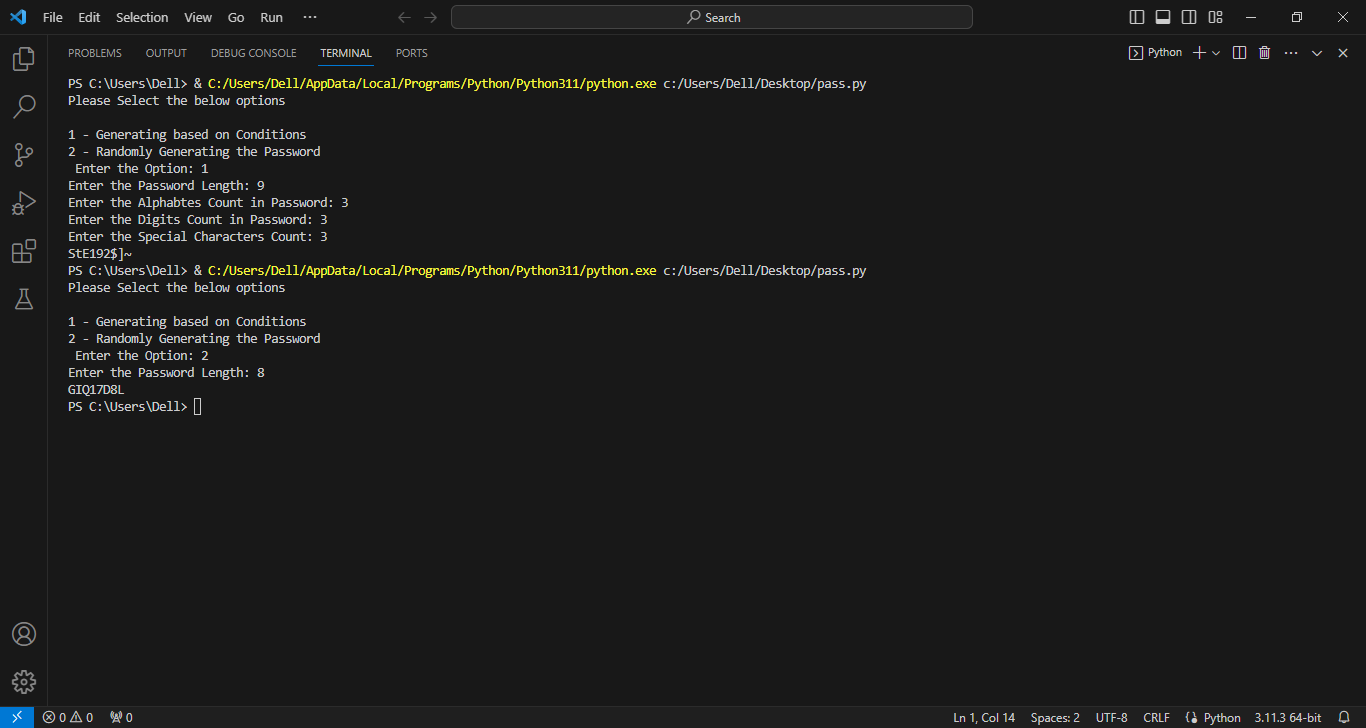 File Edit Selection View Go Run ··· Search
PROBLEMS OUTPUT DEBUG CONSOLE TERMINAL PORTS Python
PS C:\Users\Dell> & C:/Users/Dell/AppData/Local/Programs/Python/Python311/python.exe c:/Users/Dell/Desktop/pass.py
Please Select the below options
1 - Generating based on Conditions
2 - Randomly Generating the Password
Enter the Option: 1
Enter the Password Length: 9
Enter the Alphabtes Count in Password: 3
Enter the Digits Count in Password: 3
Enter the Special Characters Count: 3
StE192$]~
PS C:\Users\Dell> & C:/Users/Dell/AppData/Local/Programs/Python/Python311/python.exe c:/Users/Dell/Desktop/pass.py
Please Select the below options
1 - Generating based on Conditions
2 - Randomly Generating the Password
Enter the Option: 2
Enter the Password Length: 8
GIQ17D8L
PS C:\Users\Dell>
0 0 0 Ln 1, Col 14 Spaces: 2 UTF-8 CRLF Python 3.11.3 64-bit